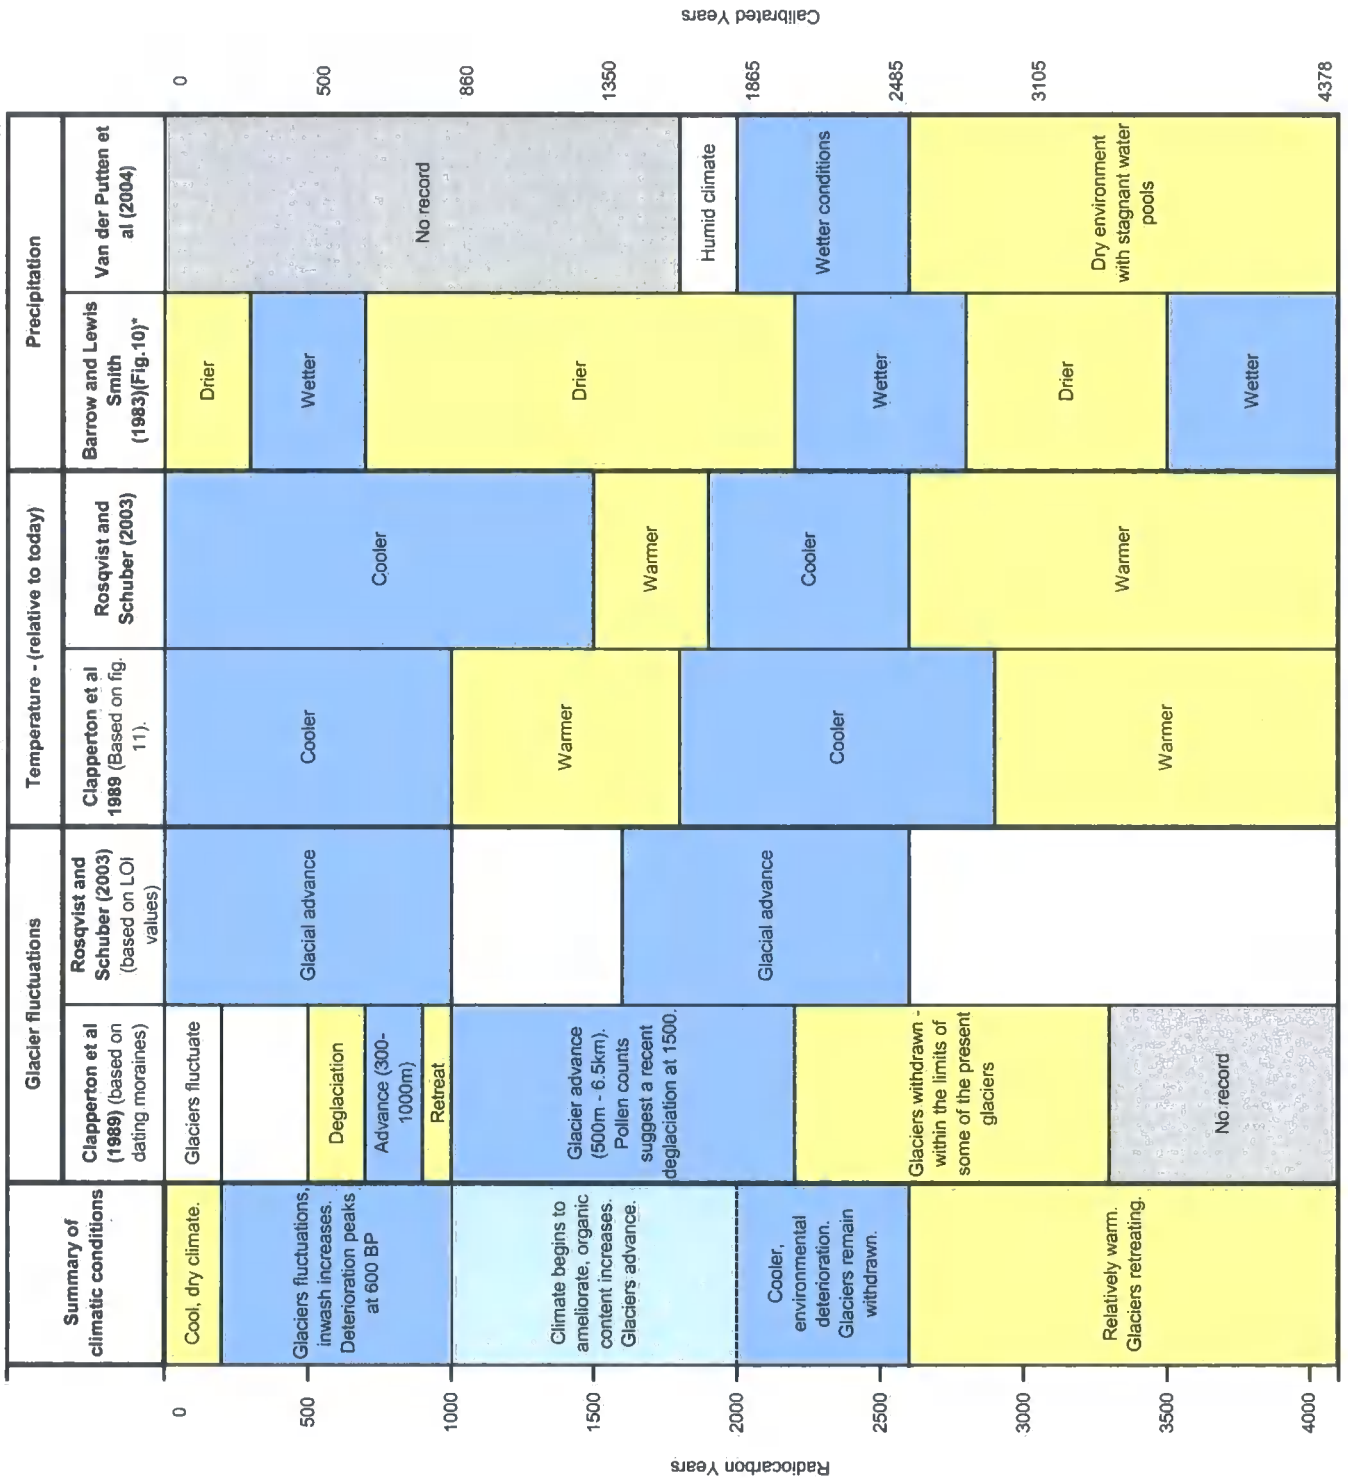 Summary of
climatic conditions
Glacier fluctuations
Clapperton et al
(1989) (based on
dating moraines)
Rosqvist and
Schuber (2003)
(based on LOI
values)
Temperature - (relative to today)
Clapperton et al
1989 (Based on fig.
11).
Rosqvist and
Schuber (2003)
Precipitation
Barrow and Lewis
Smith
(1983)(Fig.10)*
Van der Putten et
al (2004)
Radiocarbon Years
0
500
1000
1500
2000
2500
3000
3500
4000
Cool, dry climate.
Glaciers fluctuations,
inwash increases.
Deterioration peaks
at 600 BP
Climate begins to
ameliorate, organic
content increases.
Glaciers advance.
Cooler,
environmental
deterioration.
Glaciers remain
withdrawn.
Relatively warm.
Glaciers retreating.
Glaciers fluctuate
Deglaciation
Advance (300-
1000m)
Retreat
Glacier advance
(500m - 6.5km).
Pollen counts
suggest a recent
deglaciation at 1500.
Glaciers withdrawn -
within the limits of
some of the present
glaciers
No record
Glacial advance
Glacial advance
Cooler
Warmer
Cooler
Warmer
Cooler
Warmer
Cooler
Warmer
Drier
Wetter
Drier
Wetter
Drier
Wetter
No record
Humid climate
Wetter conditions
Dry environment
with stagnant water
pools
0
500
860
1350
1865
2485
3105
4378
Calibrated Years